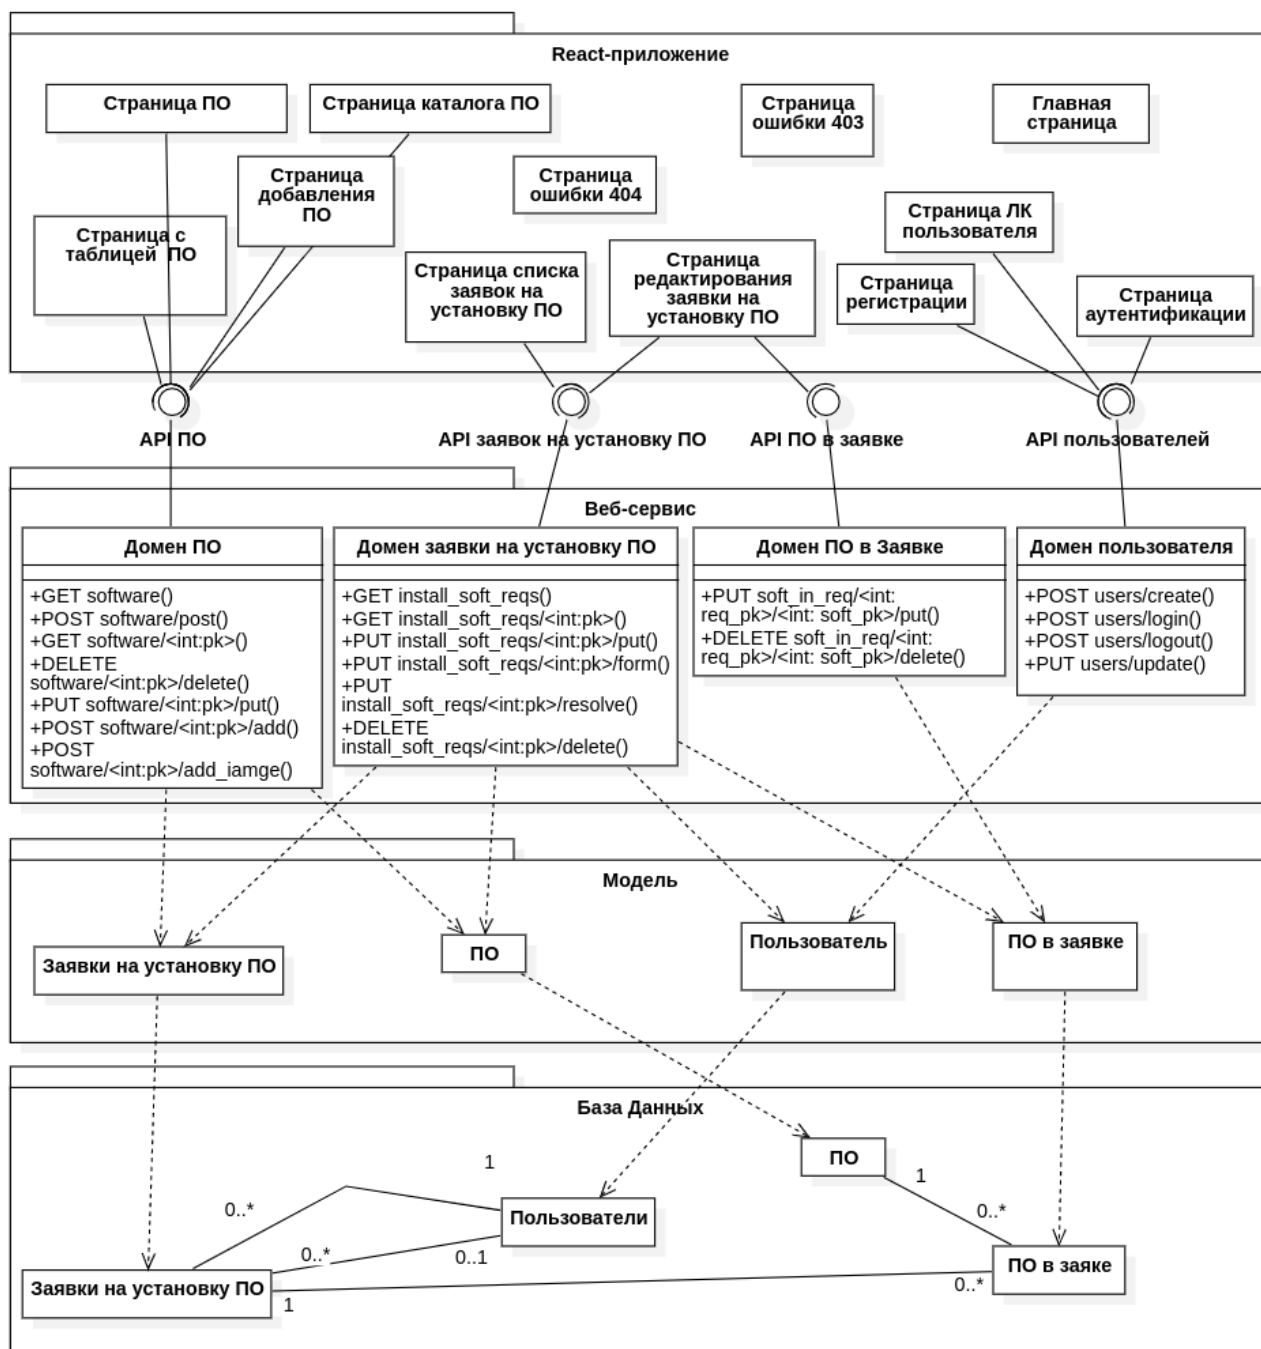 React-приложение
Страница ПО
Страница каталога ПО
Страница
ошибки 403
Главная
страница
Страница
добавления
ПО
Страница
ошибки 404
Страница ЛК
пользователя
Страница с
таблицей ПО
Страница списка
заявок на
установку ПО
Страница
редактирования
заявки на
установку ПО
Страница
регистрации
Страница
аутентификации
API ПО
API заявок на установку ПО
API ПО в заявке
API пользователей
Веб-сервис
Домен ПО
+GET software()
+POST software/post()
+GET software/<int:pk>()
+DELETE
software/<int:pk>/delete()
+PUT software/<int:pk>/put()
+POST software/<int:pk>/add()
+POST
software/<int:pk>/add_iamge()
Домен заявки на установку ПО
+GET install_soft_reqs()
+GET install_soft_reqs/<int:pk>()
+PUT install_soft_reqs/<int:pk>/put()
+PUT install_soft_reqs/<int:pk>/form()
+PUT
install_soft_reqs/<int:pk>/resolve()
+DELETE
install_soft_reqs/<int:pk>/delete()
Домен ПО в Заявке
+PUT soft_in_req/<int:
req_pk>/<int: soft_pk>/put()
+DELETE soft_in_req/<int:
req_pk>/<int: soft_pk>/delete()
Домен пользователя
+POST users/create()
+POST users/login()
+POST users/logout()
+PUT users/update()
Модель
Заявки на установку ПО
ПО
Пользователь
ПО в заявке
База Данных
ПО
1
1
0..*
0..*
Пользователи
0..*
0..1
ПО в заяке
0..*
Заявки на установку ПО
1